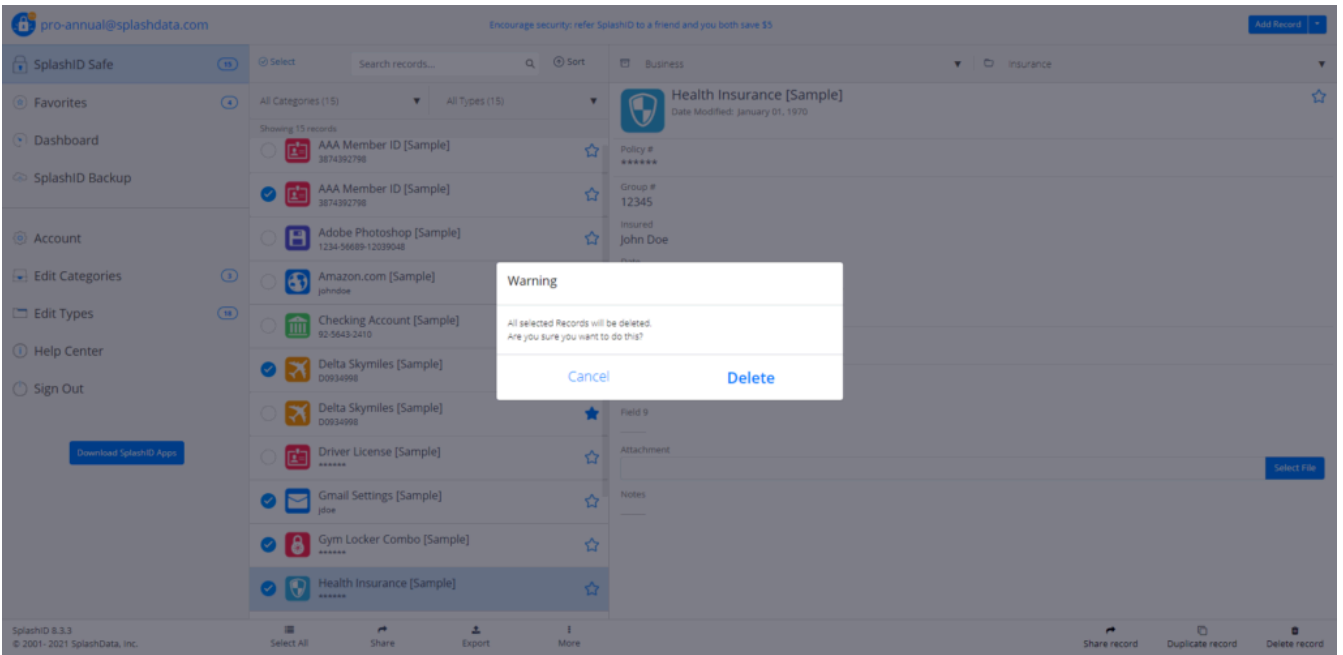 pro-annual@splashdata.com
Encourage security: refer SplashID to a friend and you both save $5
Add Record
SplashID Safe
15
Favorites
4
Dashboard
SplashID Backup
Account
Edit Categories
3
Edit Types
18
Help Center
Sign Out
Download SplashID Apps
Select
Search records...
Sort
All Categories (15)
All Types (15)
Showing 15 records
AAA Member ID [Sample]
3874392798
AAA Member ID [Sample]
3874392798
Adobe Photoshop [Sample]
1234-56689-12039048
Amazon.com [Sample]
johndoe
Checking Account [Sample]
92-5643-2410
Delta Skymiles [Sample]
D0934998
Delta Skymiles [Sample]
D0934998
Driver License [Sample]
******
Gmail Settings [Sample]
jdoe
Gym Locker Combo [Sample]
******
Health Insurance [Sample]
******
Business
Insurance
Health Insurance [Sample]
Date Modified: January 01, 1970
Policy #
******
Group #
12345
Insured
John Doe
Date
Warning
All selected Records will be deleted.
Are you sure you want to do this?
Cancel
Delete
Field 9
Attachment
Select File
Notes
SplashID 8.3.3
© 2001- 2021 SplashData, Inc.
Select All
Share
Export
More
Share record
Duplicate record
Delete record